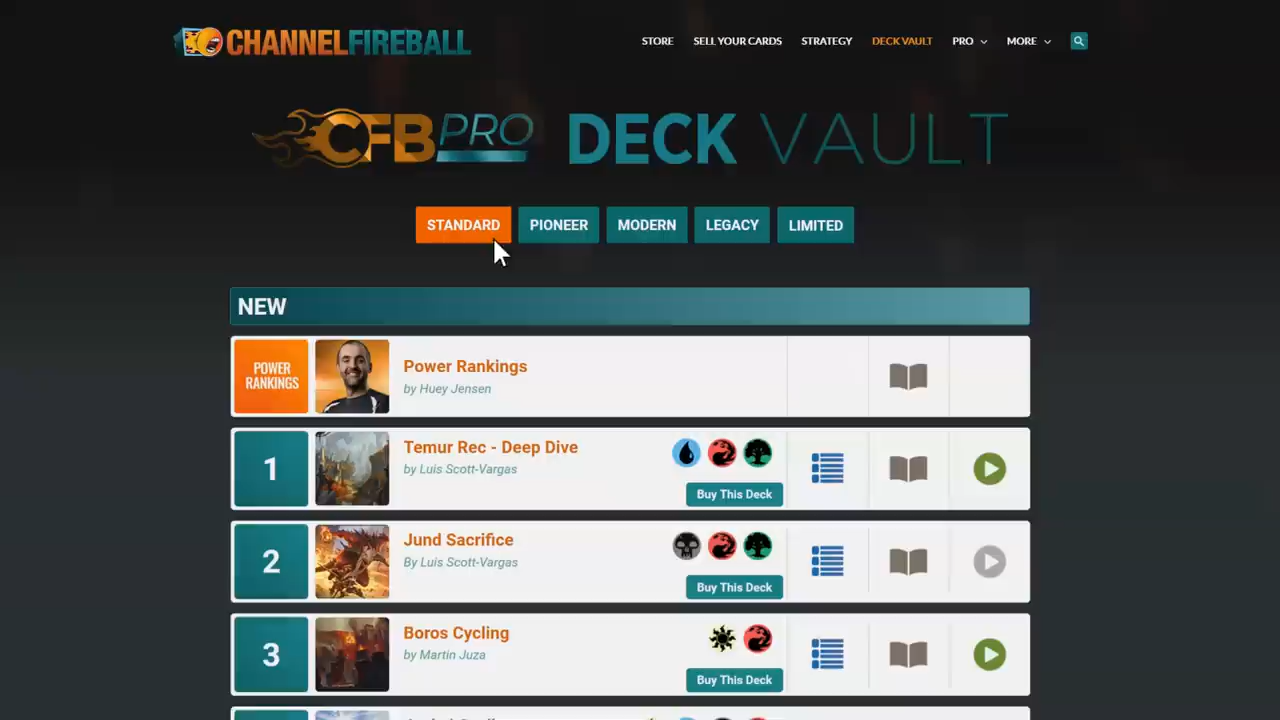 CHANNELFIREBALL
STORE SELL YOUR CARDS STRATEGY DECK VAULT PRO MORE
CFB PRO DECK VAULT
STANDARD PIONEER MODERN LEGACY LIMITED
NEW
POWER RANKINGS
Power Rankings
by Huey Jensen
1
Temur Rec - Deep Dive
by Luis Scott-Vargas
Buy This Deck
2
Jund Sacrifice
By Luis Scott-Vargas
Buy This Deck
3
Boros Cycling
by Martin Juza
Buy This Deck